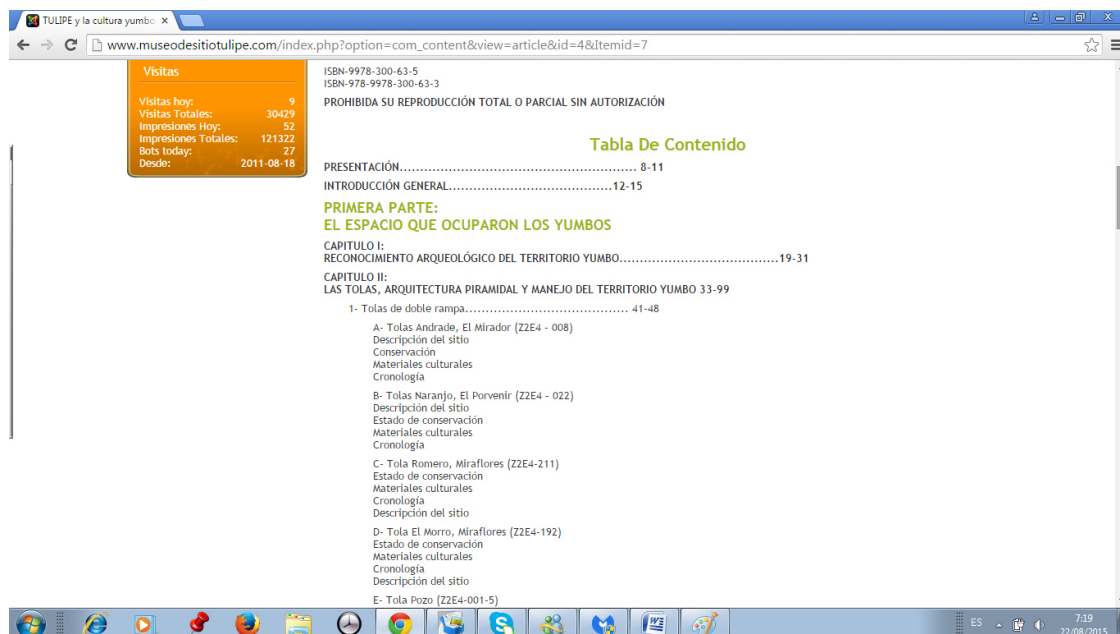 TULIPE y la cultura yumbo
www.museodesitiotulipe.com/index.php?option=com_content&view=article&id=4&Itemid=7
Visitas
Visitas hoy: 9
Visitas Totales: 30429
Impresiones Hoy: 52
Impresiones Totales: 121322
Bots today: 27
Desde: 2011-08-18
ISBN-9978-300-63-5
ISBN-978-9978-300-63-3
PROHIBIDA SU REPRODUCCIÓN TOTAL O PARCIAL SIN AUTORIZACIÓN
Tabla De Contenido
PRESENTACIÓN.......................................................... 8-11
INTRODUCCIÓN GENERAL........................................12-15
PRIMERA PARTE:
EL ESPACIO QUE OCUPARON LOS YUMBOS
CAPITULO I:
RECONOCIMIENTO ARQUEOLÓGICO DEL TERRITORIO YUMBO.......................................19-31
CAPITULO II:
LAS TOLAS, ARQUITECTURA PIRAMIDAL Y MANEJO DEL TERRITORIO YUMBO 33-99
1- Tolas de doble rampa........................................ 41-48
A- Tolas Andrade, El Mirador (Z2E4 - 008)
Descripción del sitio
Conservación
Materiales culturales
Cronología
B- Tolas Naranjo, El Porvenir (Z2E4 - 022)
Descripción del sitio
Estado de conservación
Materiales culturales
Cronología
C- Tola Romero, Miraflores (Z2E4-211)
Estado de conservación
Materiales culturales
Cronología
Descripción del sitio
D- Tola El Morro, Miraflores (Z2E4-192)
Estado de conservación
Materiales culturales
Cronología
Descripción del sitio
E- Tola Pozo (Z2E4-001-5)
ES
7:19
22/08/2015